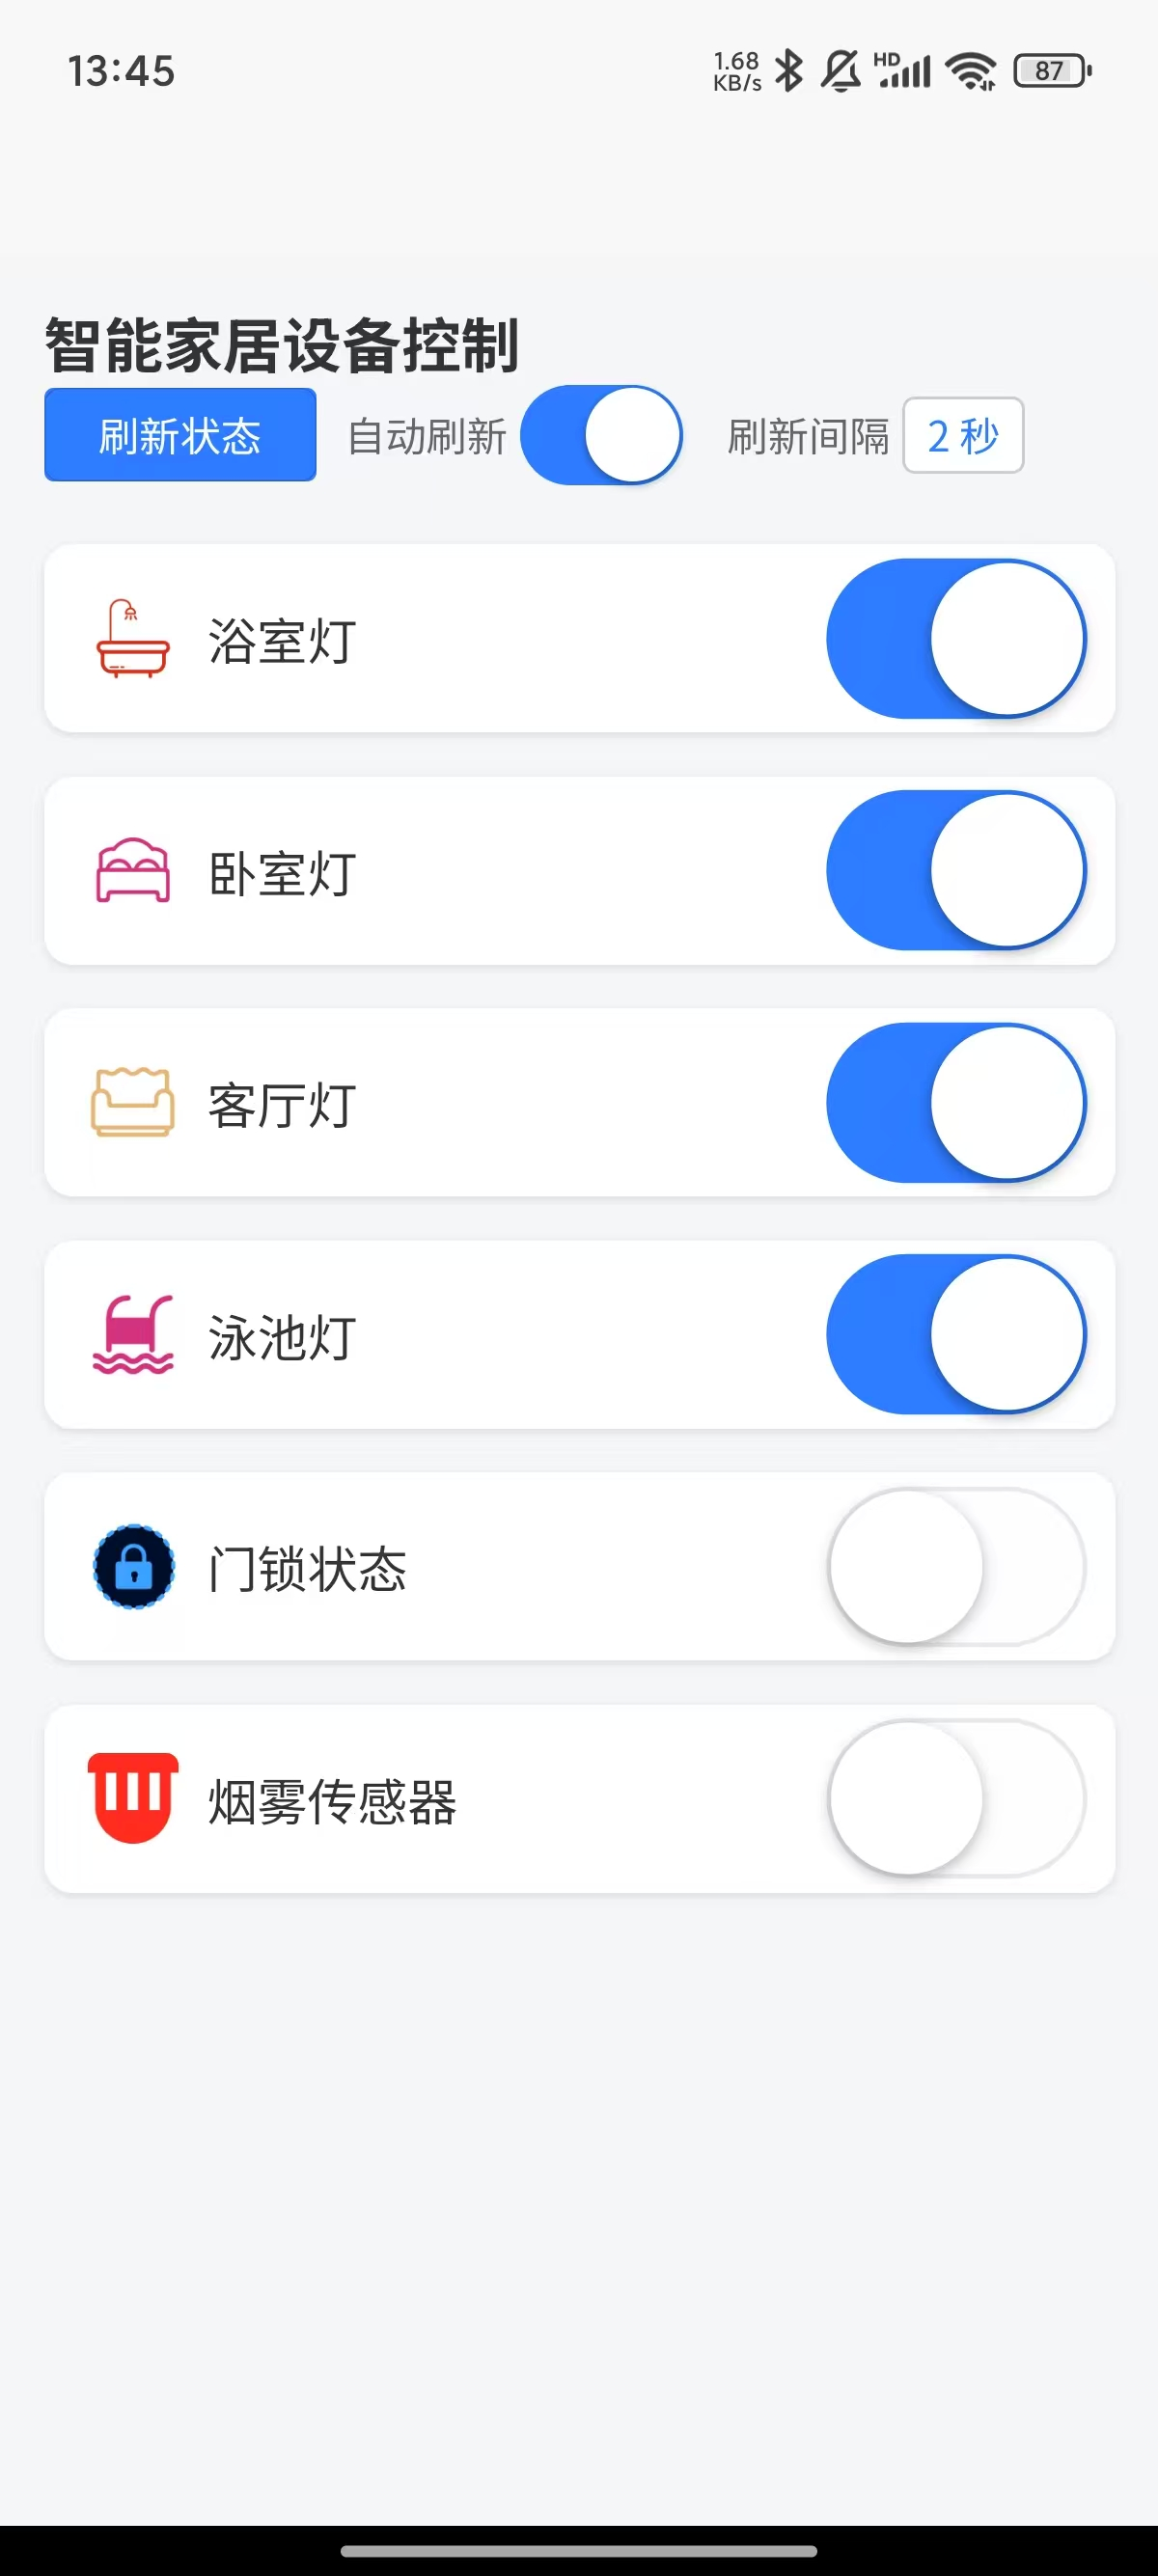 13:45
1.68
KB/s
HD
87
智能家居设备控制
刷新状态 自动刷新 刷新间隔 2 秒
浴室灯
卧室灯
客厅灯
泳池灯
门锁状态
烟雾传感器